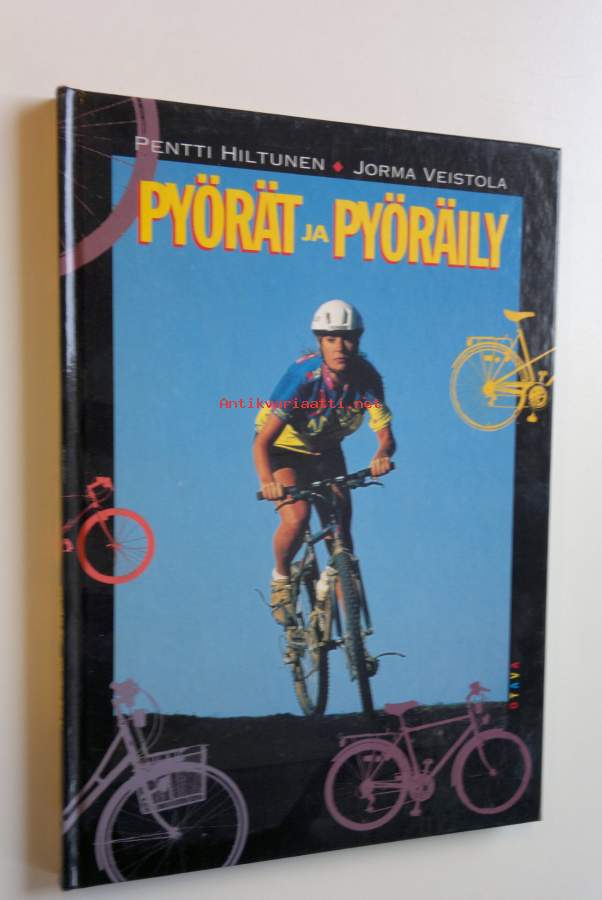 PENTTI HILTUNEN ♦ JORMA VEISTOLA
PYÖRÄT JA PYÖRÄILY
Antikvariaatti.net
OTAVA